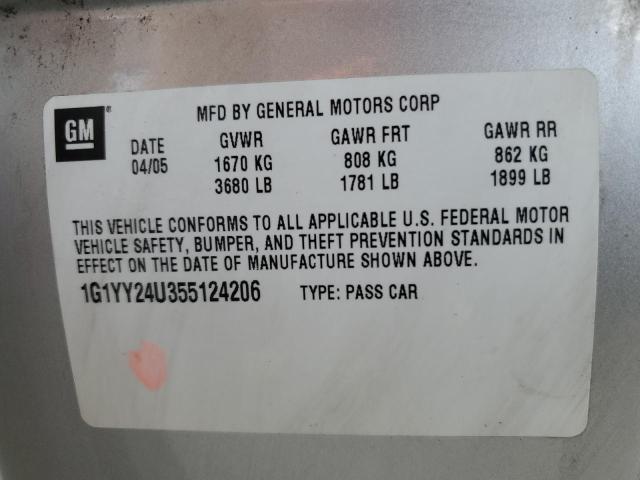 MFD BY GENERAL MOTORS CORP
GM®
DATE GVWR GAWR FRT GAWR RR
04/05 1670 KG 808 KG 862 KG
3680 LB 1781 LB 1899 LB
THIS VEHICLE CONFORMS TO ALL APPLICABLE U.S. FEDERAL MOTOR
VEHICLE SAFETY, BUMPER, AND THEFT PREVENTION STANDARDS IN
EFFECT ON THE DATE OF MANUFACTURE SHOWN ABOVE.
1G1YY24U355124206 TYPE: PASS CAR